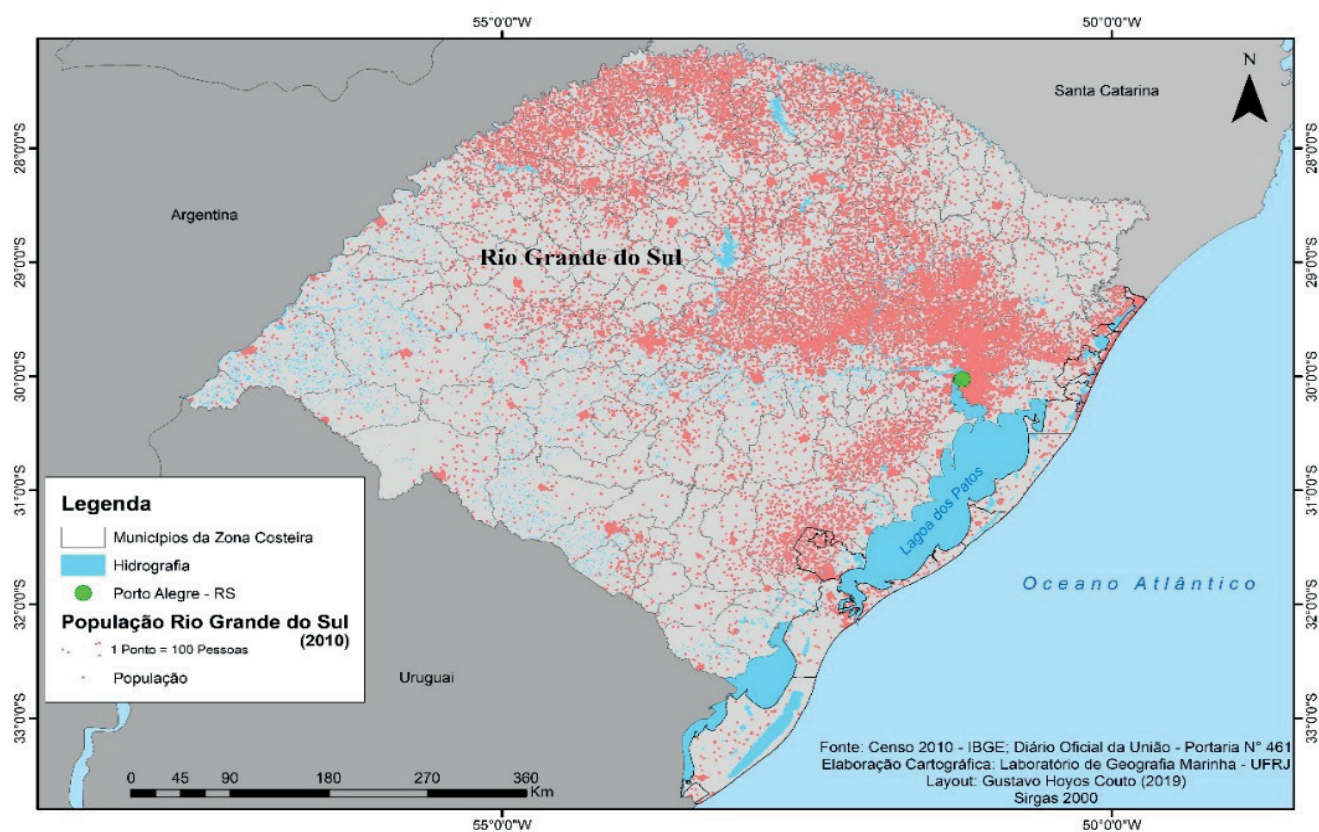 55°0'0"W
50°0'0"W
N
Santa Catarina
28°0'0"S
28°0'0"S
Argentina
Rio Grande do Sul
29°0'0"S
29°0'0"S
30°0'0"S
30°0'0"S
31°0'0"S
31°0'0"S
Legenda
Municípios da Zona Costeira
Hidrografia
Porto Alegre - RS
População Rio Grande do Sul
(2010)
1 Ponto = 100 Pessoas
População
Lagoa dos Patos
Oceano Atlântico
32°0'0"S
32°0'0"S
Uruguai
33°0'0"S
33°0'0"S
Fonte: Censo 2010 - IBGE; Diário Oficial da União - Portaria N° 461
Elaboração Cartográfica: Laboratório de Geografia Marinha - UFRJ
Layout: Gustavo Hoyos Couto (2019)
Sirgas 2000
0 45 90 180 270 360
Km
55°0'0"W
50°0'0"W